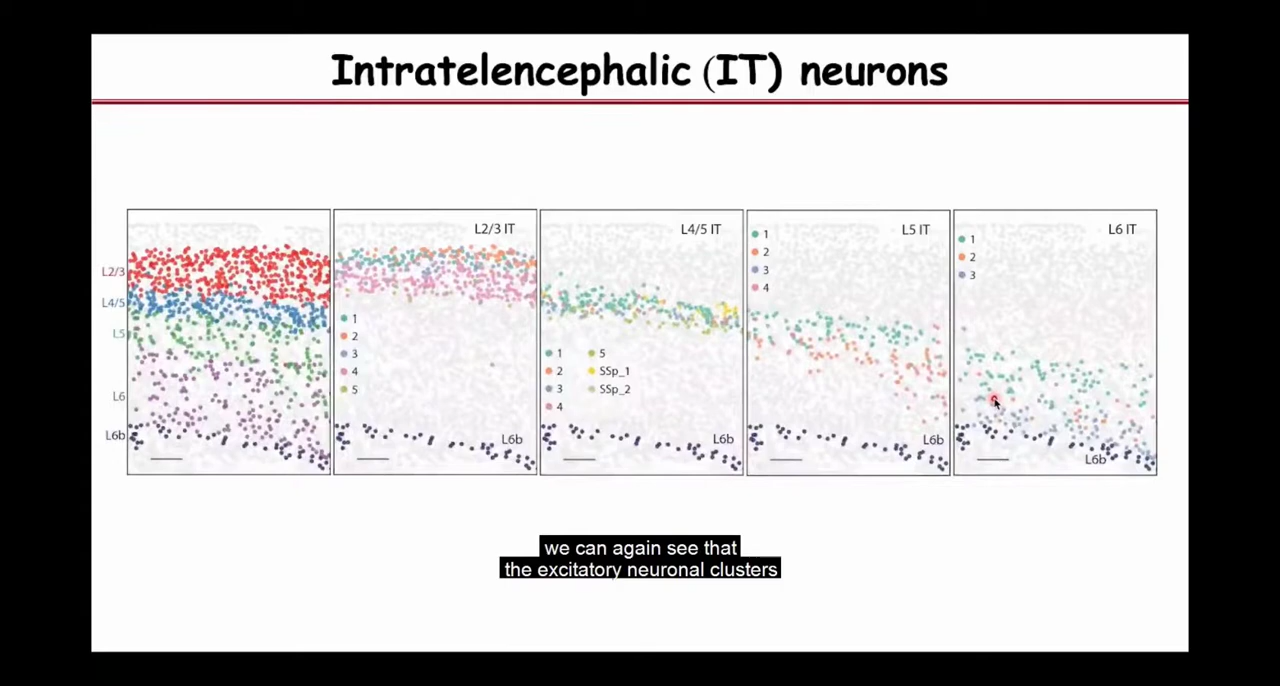 Intratelencephalic (IT) neurons
L2/3
L4/5
L5
L6
L6b
L2/3 IT
1
2
3
4
5
L6b
L4/5 IT
1
2
3
4
5
SSp_1
SSp_2
L6b
L5 IT
1
2
3
4
L6b
L6 IT
1
2
3
L6b
we can again see that
the excitatory neuronal clusters